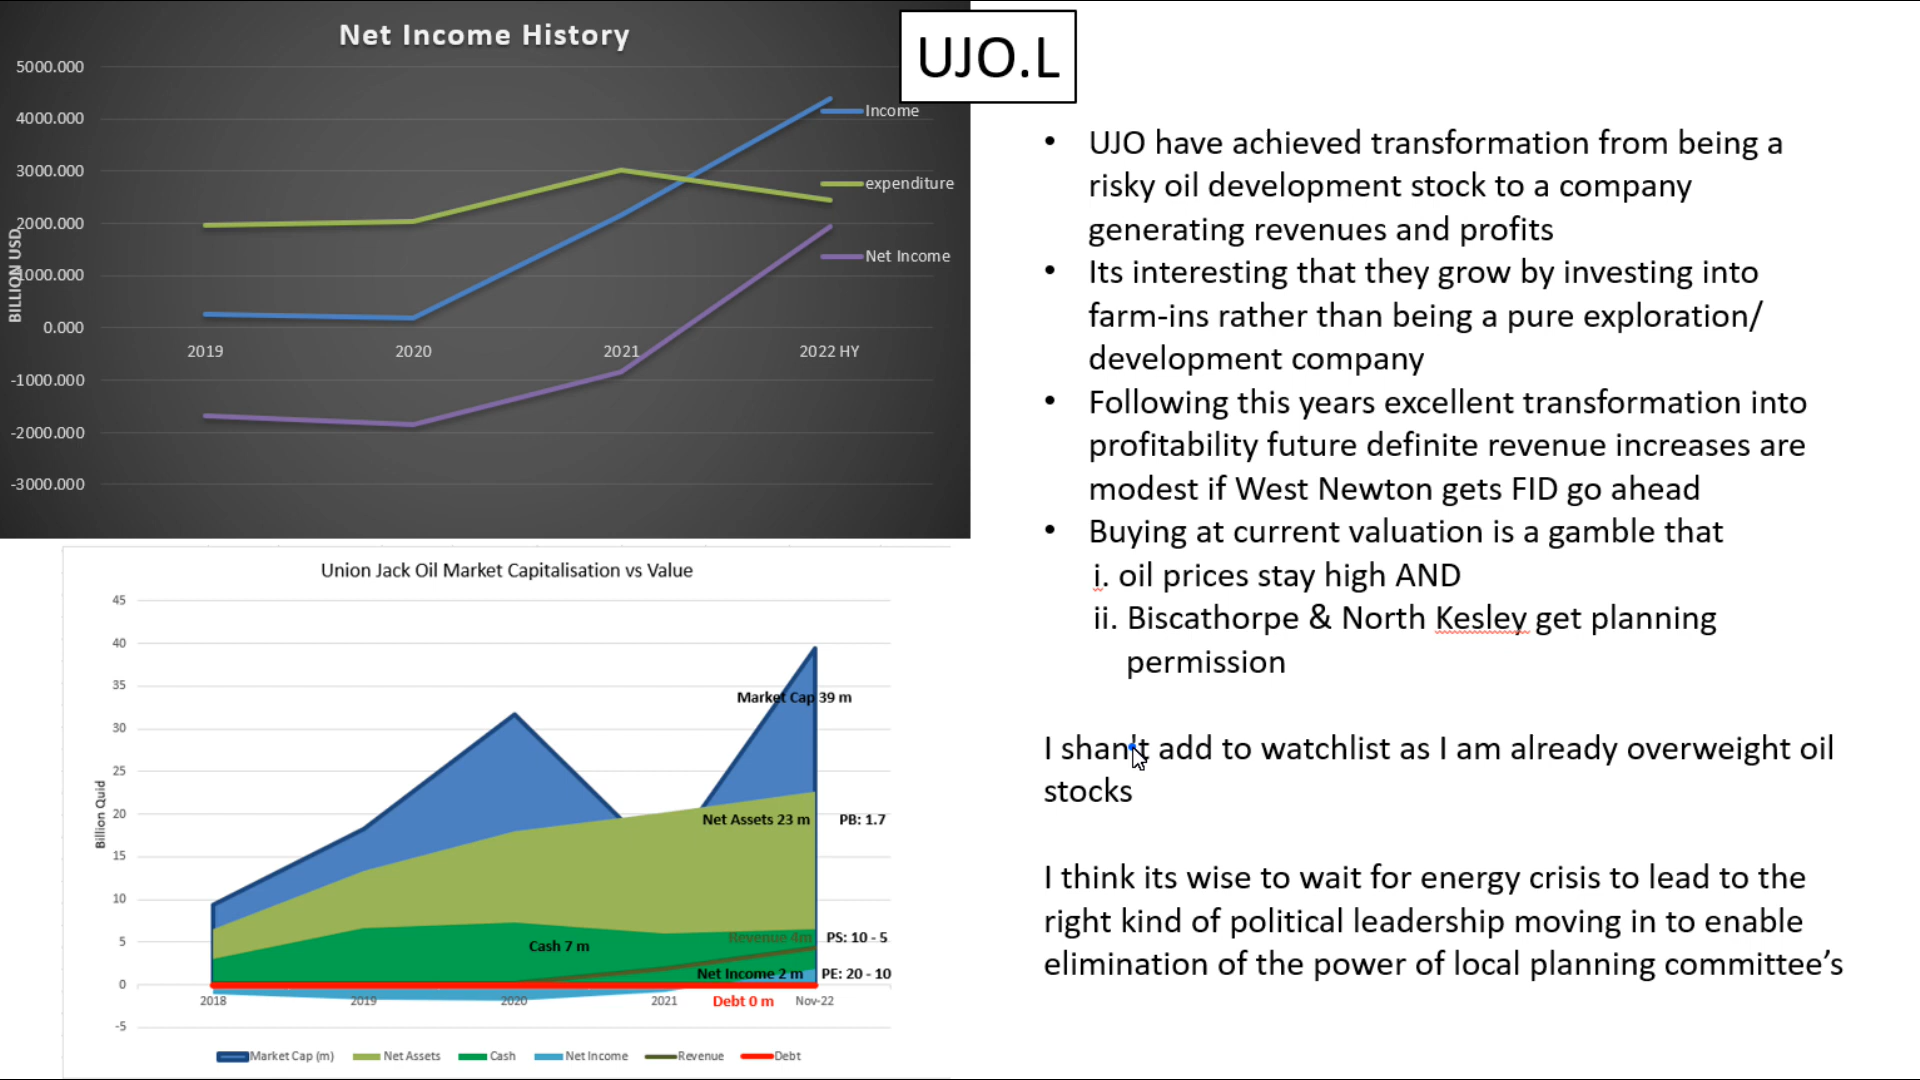 Net Income History
UJO.L
5000.000
4000.000
3000.000
2000.000
1000.000
0.000
-1000.000
-2000.000
-3000.000
BILLION USD
2019 2020 2021 2022 HY
Income
expenditure
Net Income
Union Jack Oil Market Capitalisation vs Value
45
40
35
30
25
20
15
10
5
0
-5
Billion Quid
Market Cap 39 m
Net Assets 23 m PB: 1.7
Revenue 4m PS: 10 - 5
Cash 7 m
Net Income 2 m PE: 20 - 10
2018 2019 2020 2021 Nov-22
Debt 0 m
Market Cap (m) Net Assets Cash Net Income Revenue Debt
• UJO have achieved transformation from being a
risky oil development stock to a company
generating revenues and profits
• Its interesting that they grow by investing into
farm-ins rather than being a pure exploration/
development company
• Following this years excellent transformation into
profitability future definite revenue increases are
modest if West Newton gets FID go ahead
• Buying at current valuation is a gamble that
i. oil prices stay high AND
ii. Biscathorpe & North Kesley get planning
permission
I shan't add to watchlist as I am already overweight oil
stocks
I think its wise to wait for energy crisis to lead to the
right kind of political leadership moving in to enable
elimination of the power of local planning committee’s